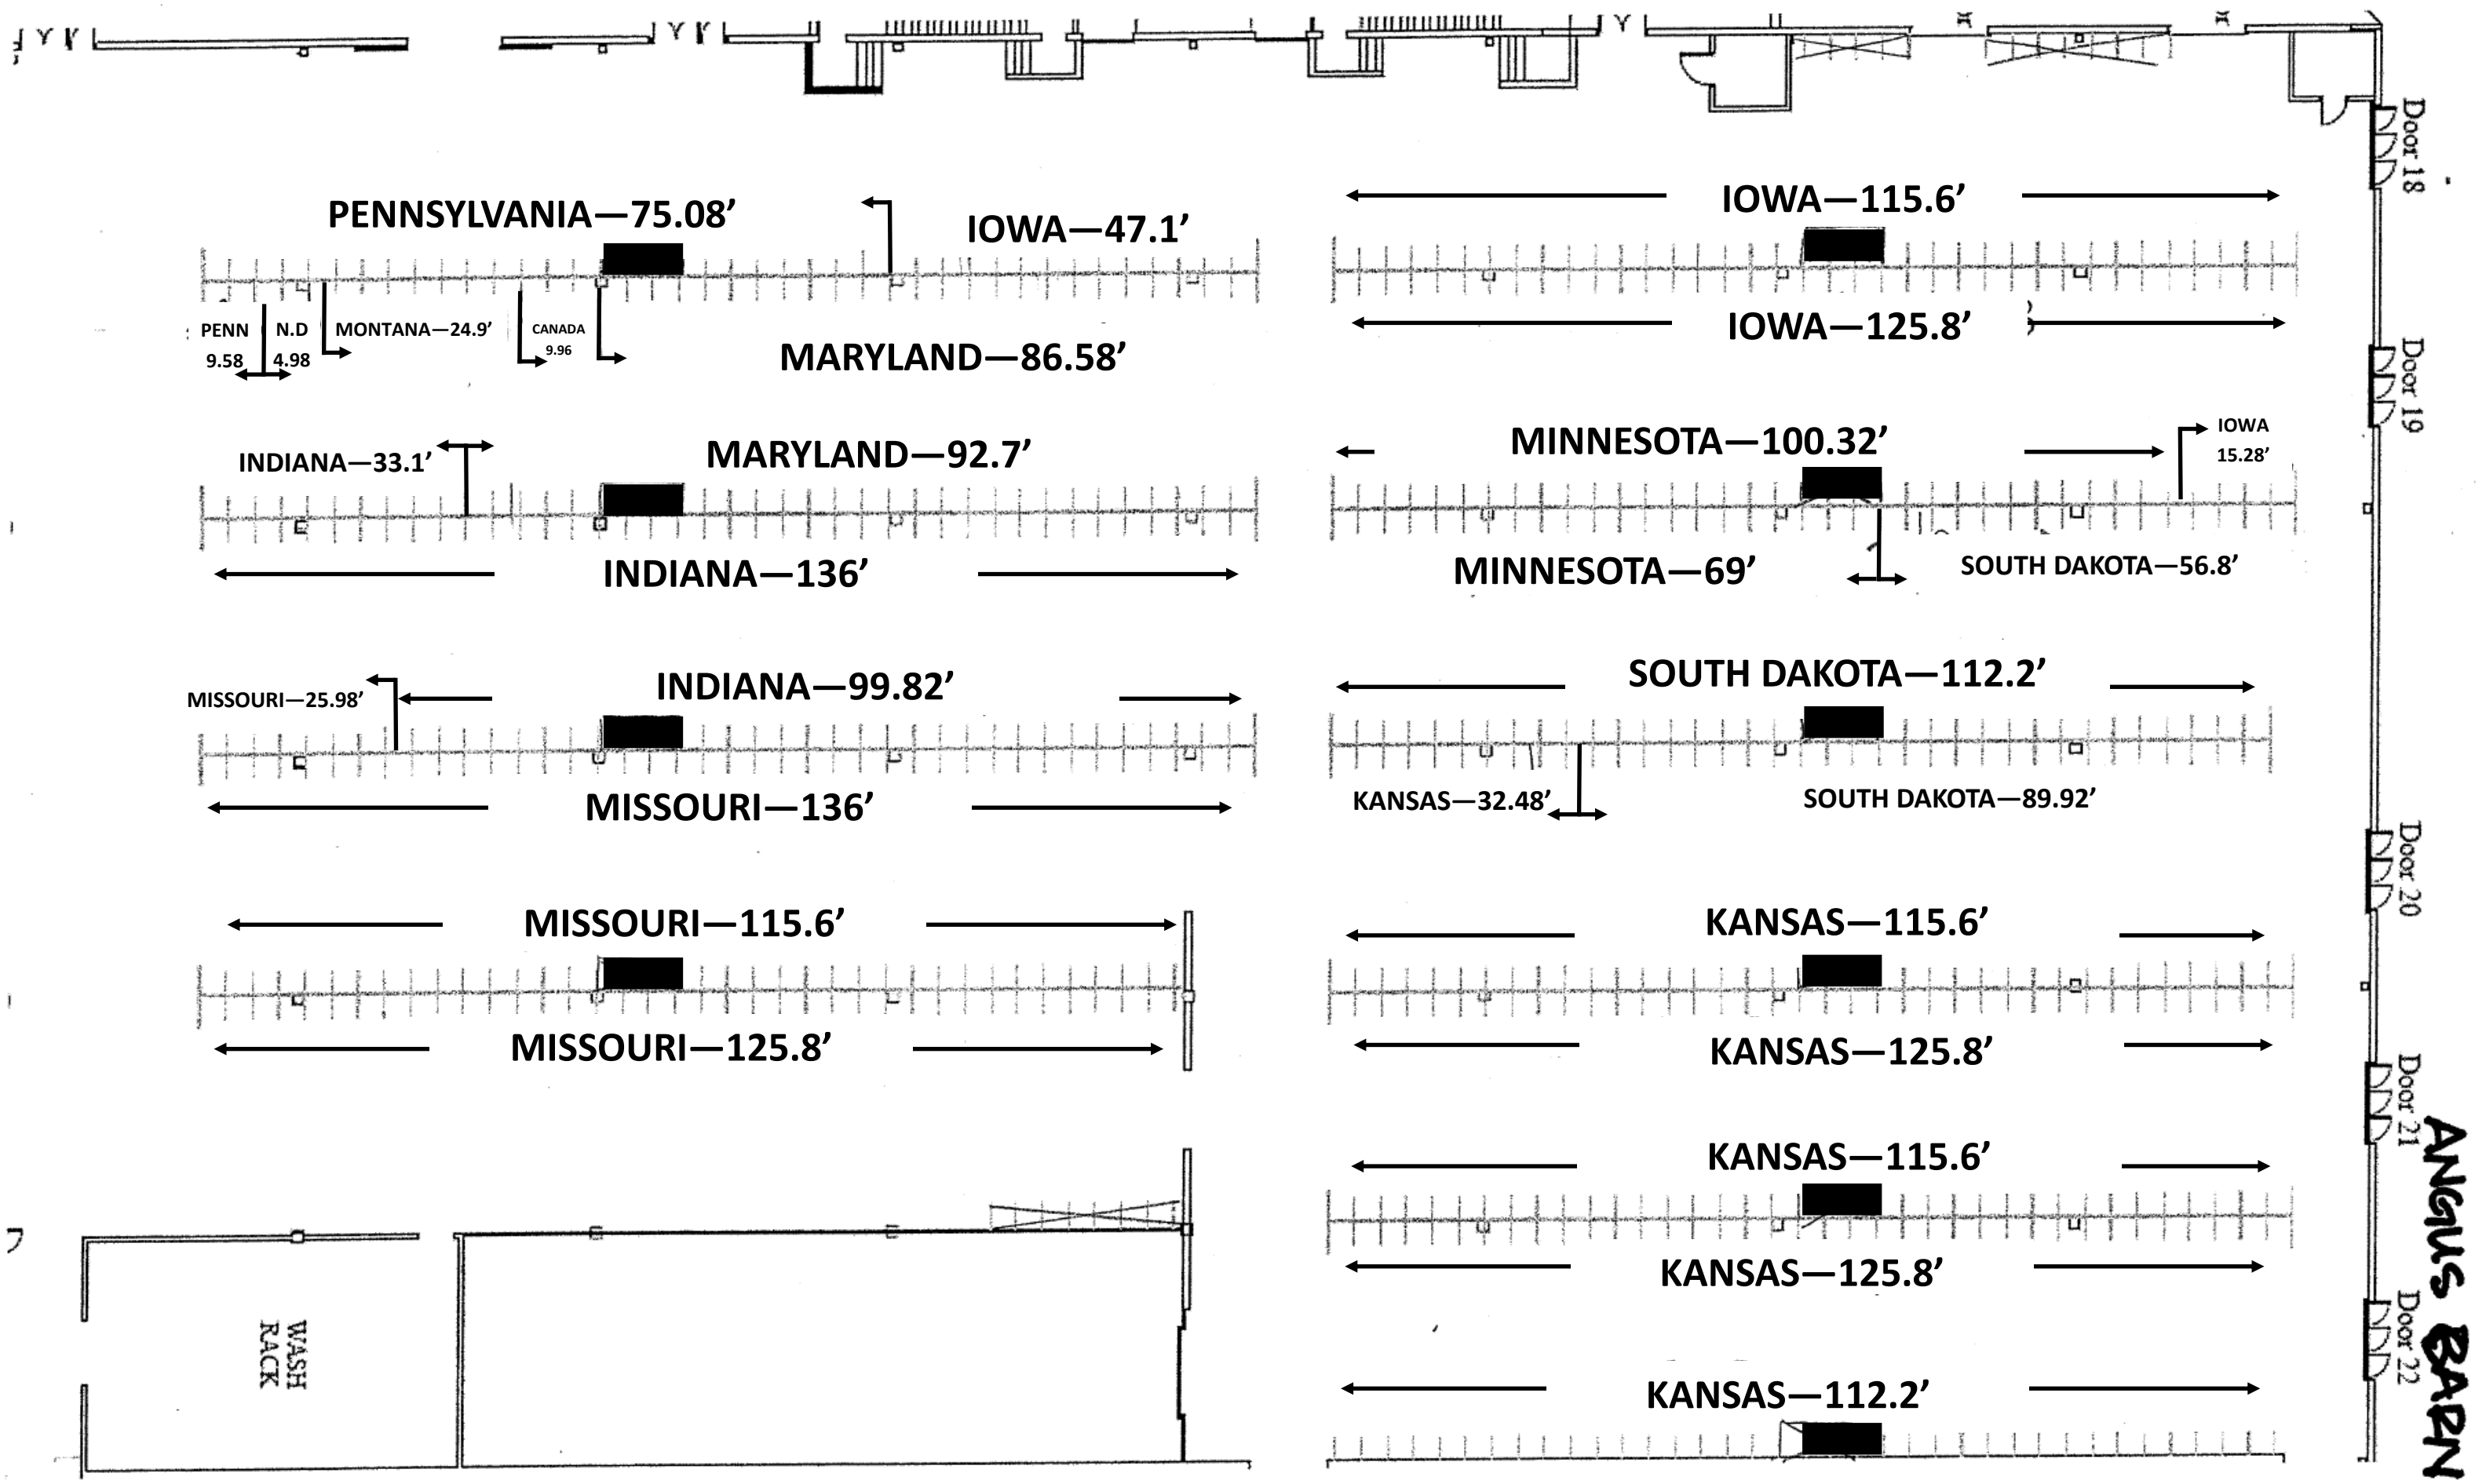 PENNSYLVANIA—75.08’
IOWA—47.1’
PENN
9.58
N.D
4.98
MONTANA—24.9’
CANADA
9.96
MARYLAND—86.58’
INDIANA—33.1’
MARYLAND—92.7’
INDIANA—136’
MISSOURI—25.98’
INDIANA—99.82’
MISSOURI—136’
MISSOURI—115.6’
MISSOURI—125.8’
WASH
RACK
IOWA—115.6’
IOWA—125.8’
MINNESOTA—100.32’
IOWA
15.28’
MINNESOTA—69’
SOUTH DAKOTA—56.8’
SOUTH DAKOTA—112.2’
KANSAS—32.48’
SOUTH DAKOTA—89.92’
KANSAS—115.6’
KANSAS—125.8’
KANSAS—115.6’
KANSAS—125.8’
KANSAS—112.2’
Door 18
Door 19
Door 20
Door 21
Door 22
ANGUS BARN